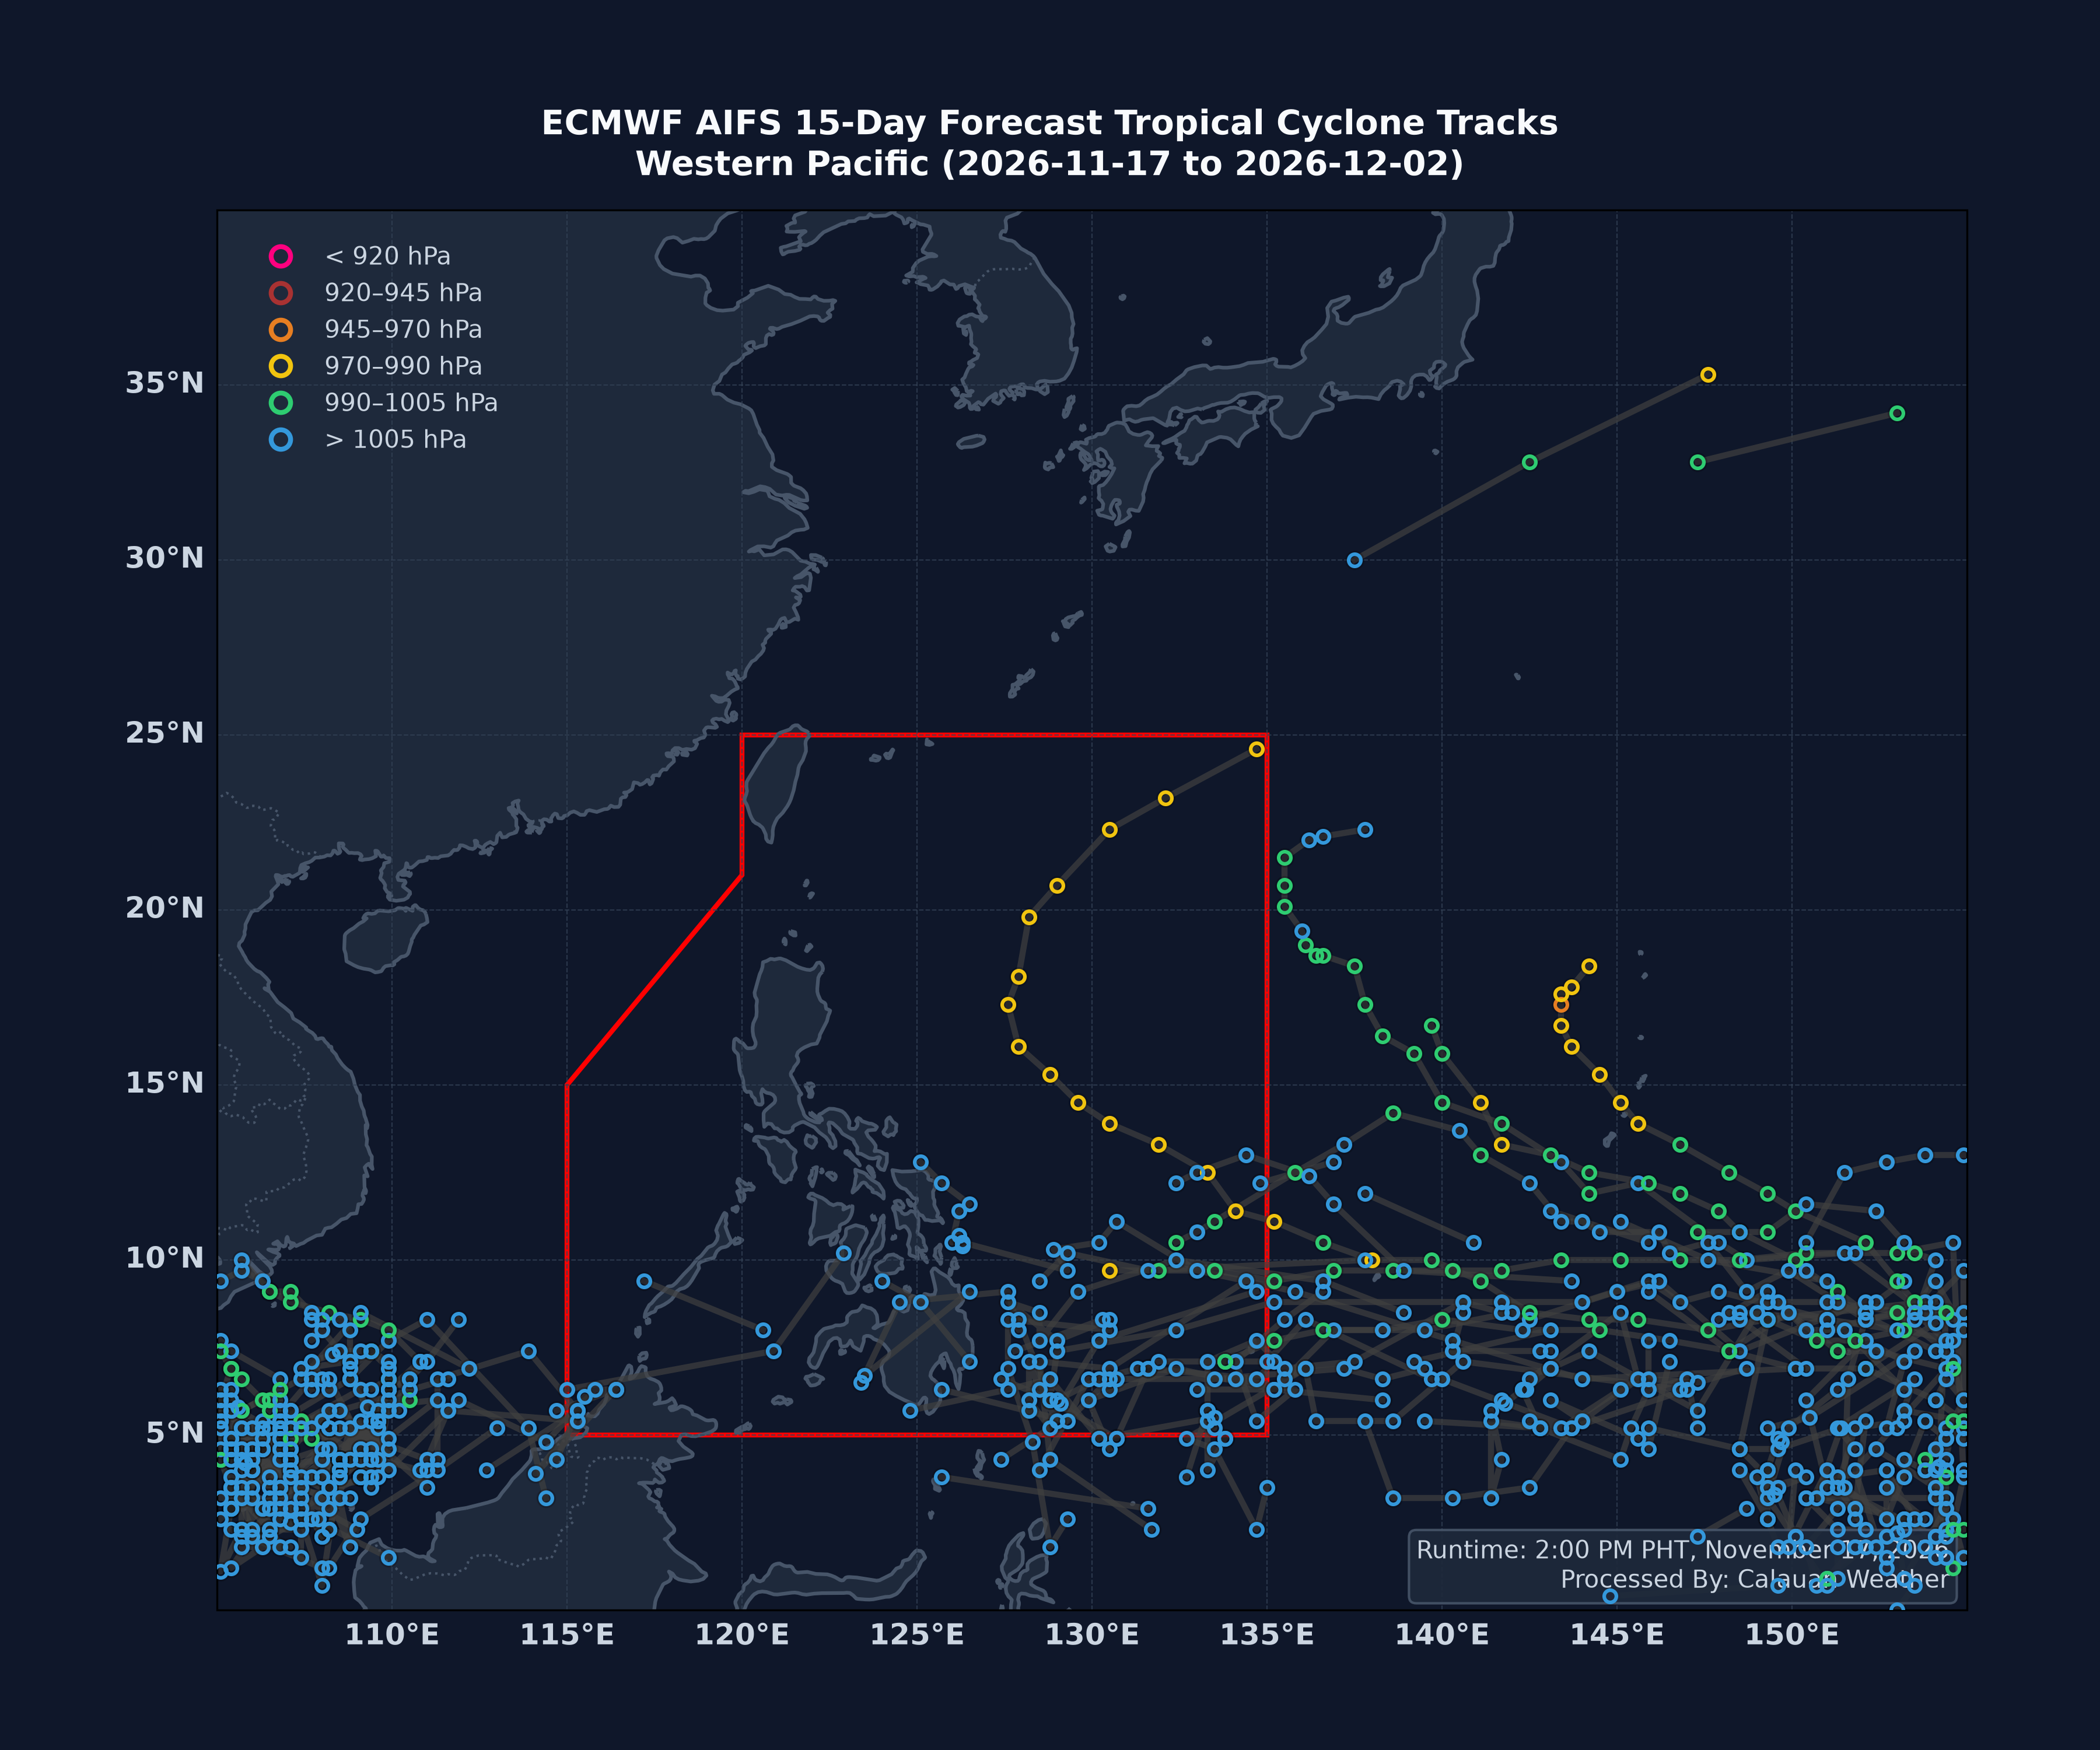 ECMWF AIFS 15-Day Forecast Tropical Cyclone Tracks
Western Pacific (2026-11-17 to 2026-12-02)
< 920 hPa
920–945 hPa
945–970 hPa
970–990 hPa
990–1005 hPa
> 1005 hPa
35°N
30°N
25°N
20°N
15°N
10°N
5°N
Runtime: 2:00 PM PHT, November 17, 2026
Processed By: Calauan Weather
110°E 115°E 120°E 125°E 130°E 135°E 140°E 145°E 150°E